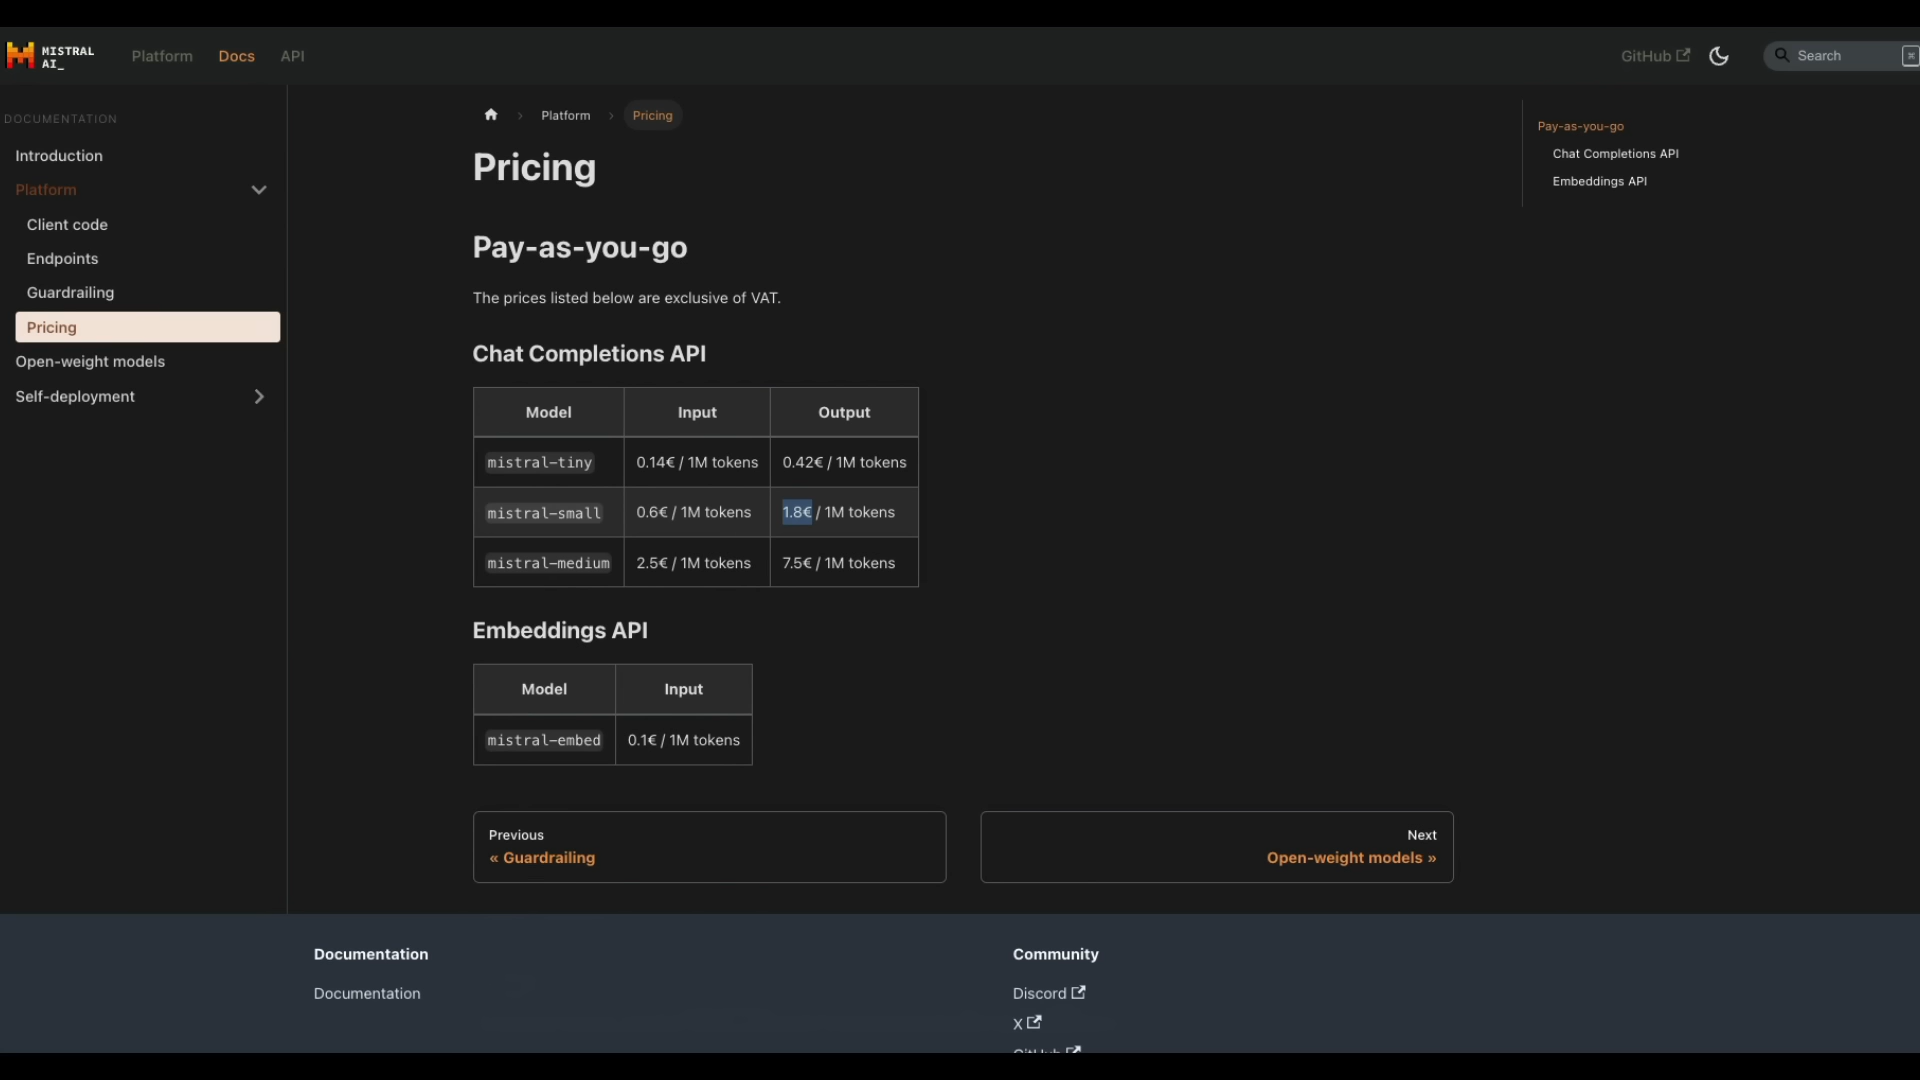 MISTRAL
AI_
Platform
Docs
API
GitHub
Search
DOCUMENTATION
Introduction
Platform
Client code
Endpoints
Guardrailing
Pricing
Open-weight models
Self-deployment
Platform
Pricing
Pricing
Pay-as-you-go
The prices listed below are exclusive of VAT.
Chat Completions API
Model Input Output
mistral-tiny 0.14€ / 1M tokens 0.42€ / 1M tokens
mistral-small 0.6€ / 1M tokens 1.8€ / 1M tokens
mistral-medium 2.5€ / 1M tokens 7.5€ / 1M tokens
Embeddings API
Model Input
mistral-embed 0.1€ / 1M tokens
Previous
« Guardrailing
Next
Open-weight models »
Pay-as-you-go
Chat Completions API
Embeddings API
Documentation
Documentation
Community
Discord
X
GitHub